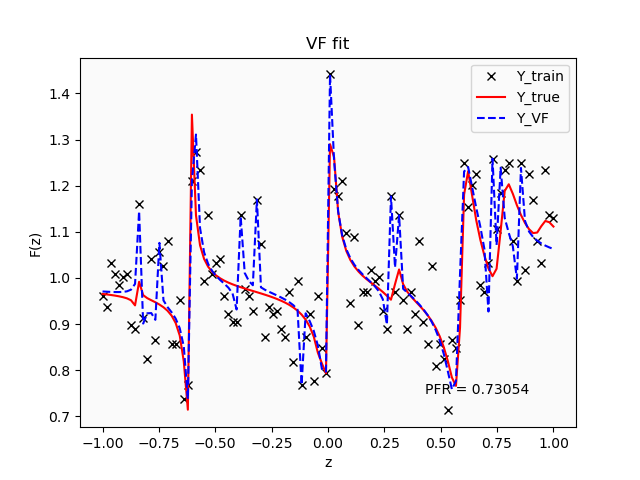 VF fit
Y_train
Y_true
Y_VF
F(z)
1.4
1.3
1.2
1.1
1.0
0.9
0.8
0.7
PFR = 0.73054
−1.00 −0.75 −0.50 −0.25 0.00 0.25 0.50 0.75 1.00
z